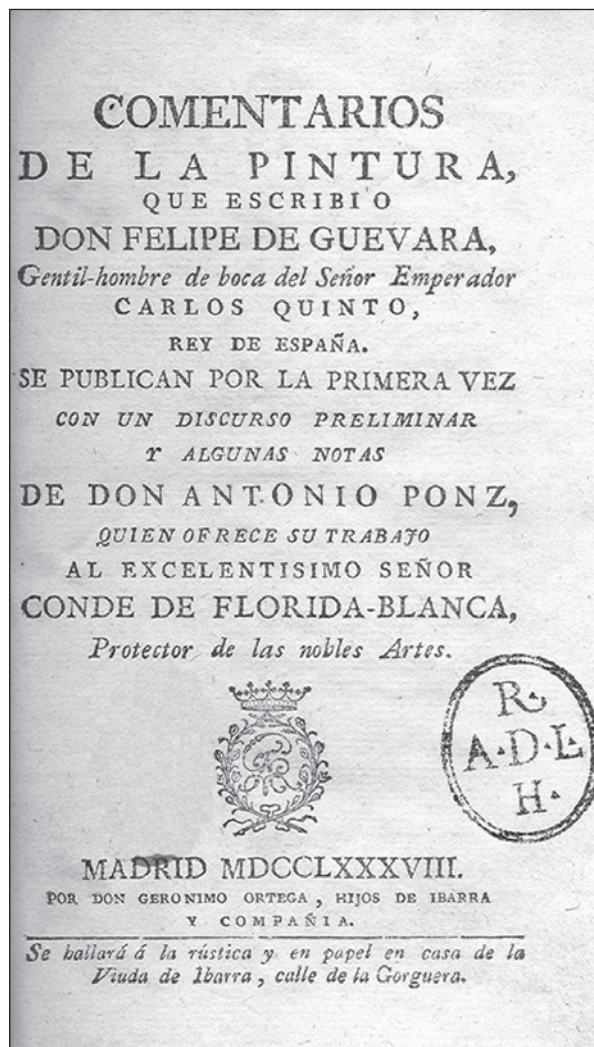 COMENTARIOS
DE LA PINTURA,
QUE ESCRIBIO
DON FELIPE DE GUEVARA,
Gentil-hombre de boca del Señor Emperador
CARLOS QUINTO,
REY DE ESPAÑA.
SE PUBLICAN POR LA PRIMERA VEZ
CON UN DISCURSO PRELIMINAR
Y ALGUNAS NOTAS
DE DON ANTONIO PONZ,
QUIEN OFRECE SU TRABAJO
AL EXCELENTISIMO SEÑOR
CONDE DE FLORIDA-BLANCA,
Protector de las nobles Artes.
R.
A.D.L.
H.
MADRID MDCCLXXXVIII.
POR DON GERONIMO ORTEGA, HIJOS DE IBARRA
Y COMPAÑIA.
Se hallará á la rústica y en papel en casa de la
Viuda de Ibarra, calle de la Gorguera.